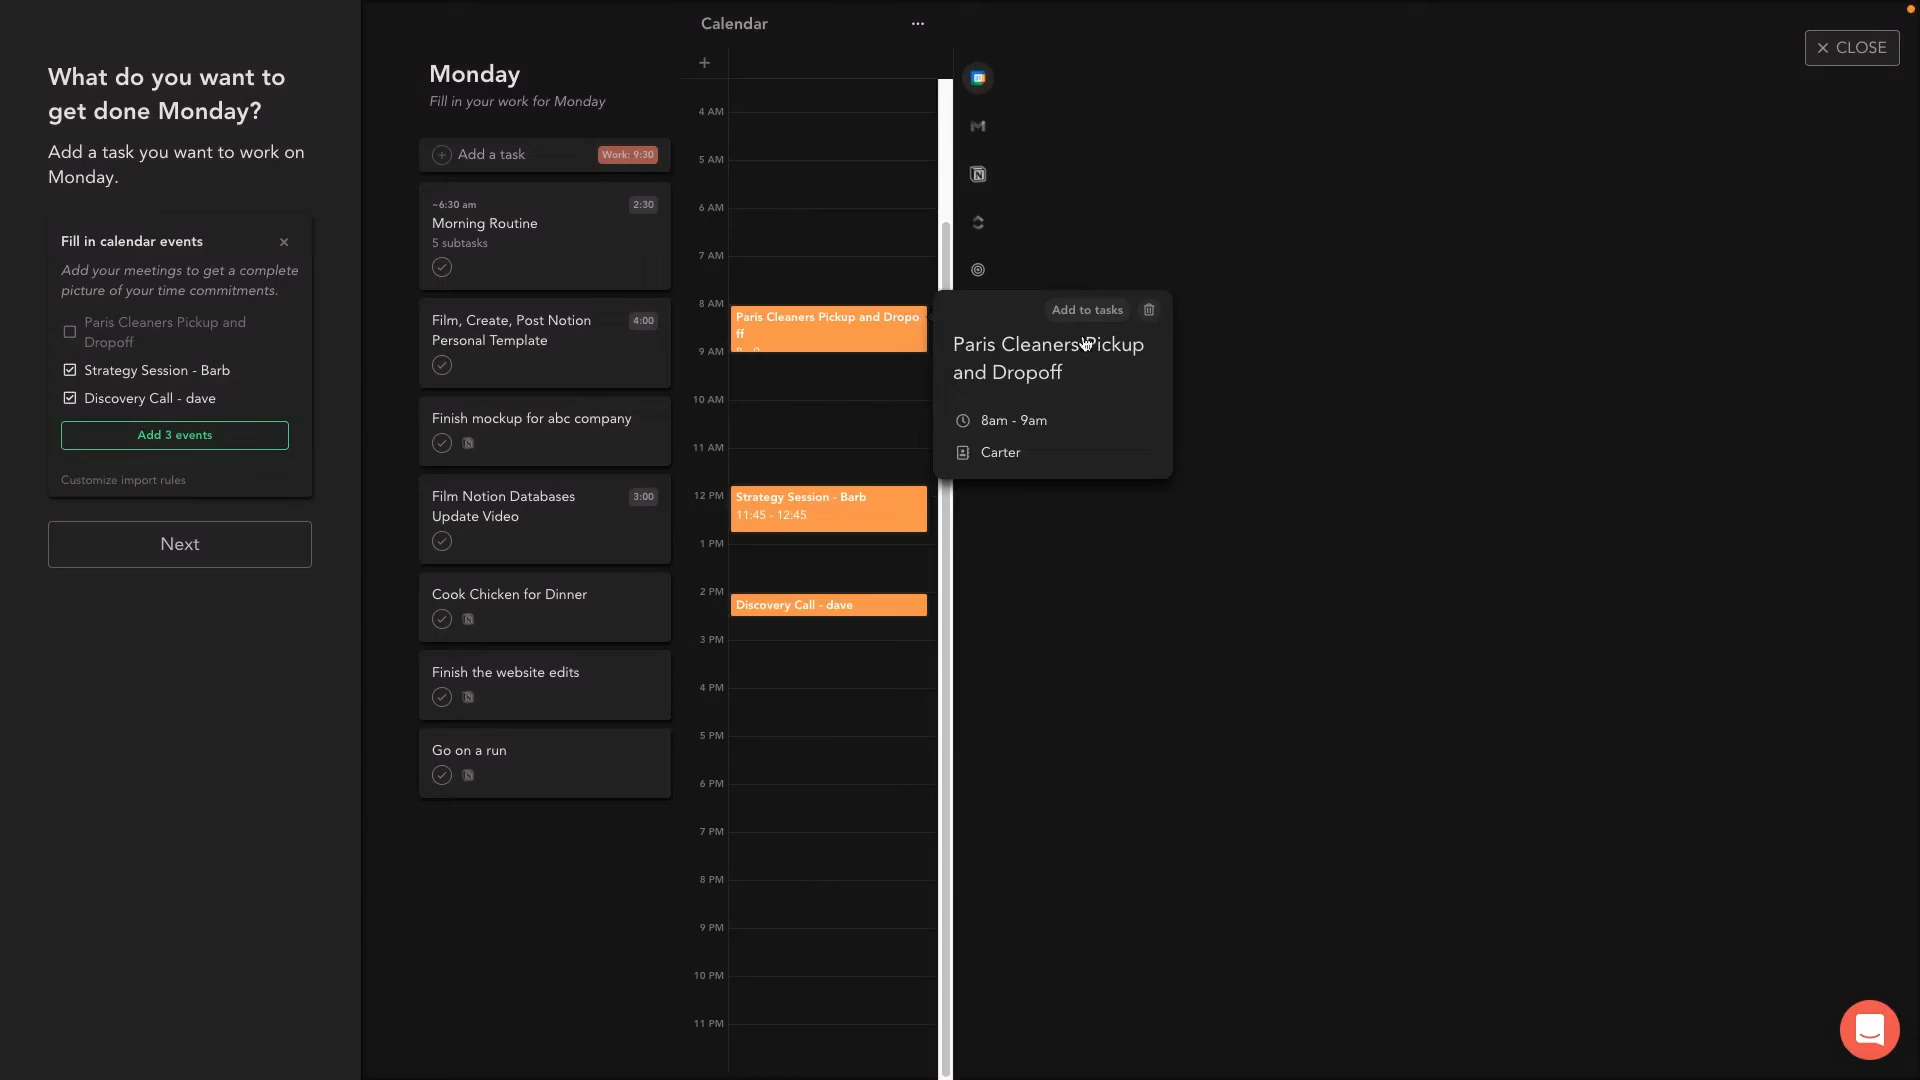 What do you want to
get done Monday?
Add a task you want to work on
Monday.
Fill in calendar events
Add your meetings to get a complete
picture of your time commitments.
Paris Cleaners Pickup and
Dropoff
Strategy Session - Barb
Discovery Call - dave
Add 3 events
Customize import rules
Next
Monday
Fill in your work for Monday
Add a task
Work: 9:30
~6:30 am
2:30
Morning Routine
5 subtasks
Film, Create, Post Notion
Personal Template
4:00
Finish mockup for abc company
Film Notion Databases
Update Video
3:00
Cook Chicken for Dinner
Finish the website edits
Go on a run
Calendar
4 AM
5 AM
6 AM
7 AM
8 AM
9 AM
10 AM
11 AM
12 PM
1 PM
2 PM
3 PM
4 PM
5 PM
6 PM
7 PM
8 PM
9 PM
10 PM
11 PM
Paris Cleaners Pickup and Dropo
ff
Strategy Session - Barb
11:45 - 12:45
Discovery Call - dave
Add to tasks
Paris Cleaners Pickup
and Dropoff
8am - 9am
Carter
CLOSE